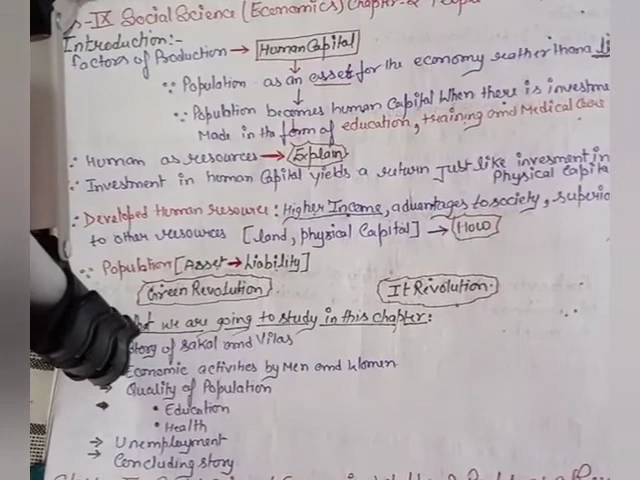 -IX Social Science (Economics) Chapter-2
Introduction:-
Factors of Production → Human Capital
∵ Population as an asset for the economy rather than a
∵ Population becomes human Capital when there is
Made in the form of education, training and Medical
∵ Human as resources → Explain
∵ Investment in human Capital yields a return Just like invesment in
Physical
∵ Developed Human resource : Higher Income, advantages to society,
to other resources [land, physical Capital] → How
∵ Population [Asset → Liability]
Green Revolution It Revolution
we are going to study in this chapter:
Story of Sakal and Vilas
Economic activities by Men and Women
→ Quality of Population
→ • Education
• Health
→ Unemployment
→ Concluding story